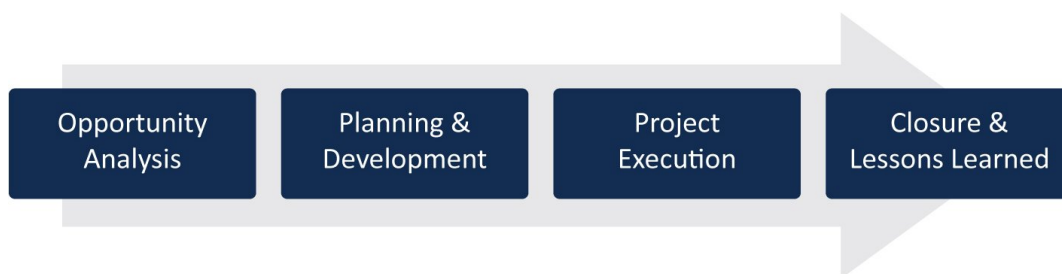 Opportunity
Analysis
Planning &
Development
Project
Execution
Closure &
Lessons Learned